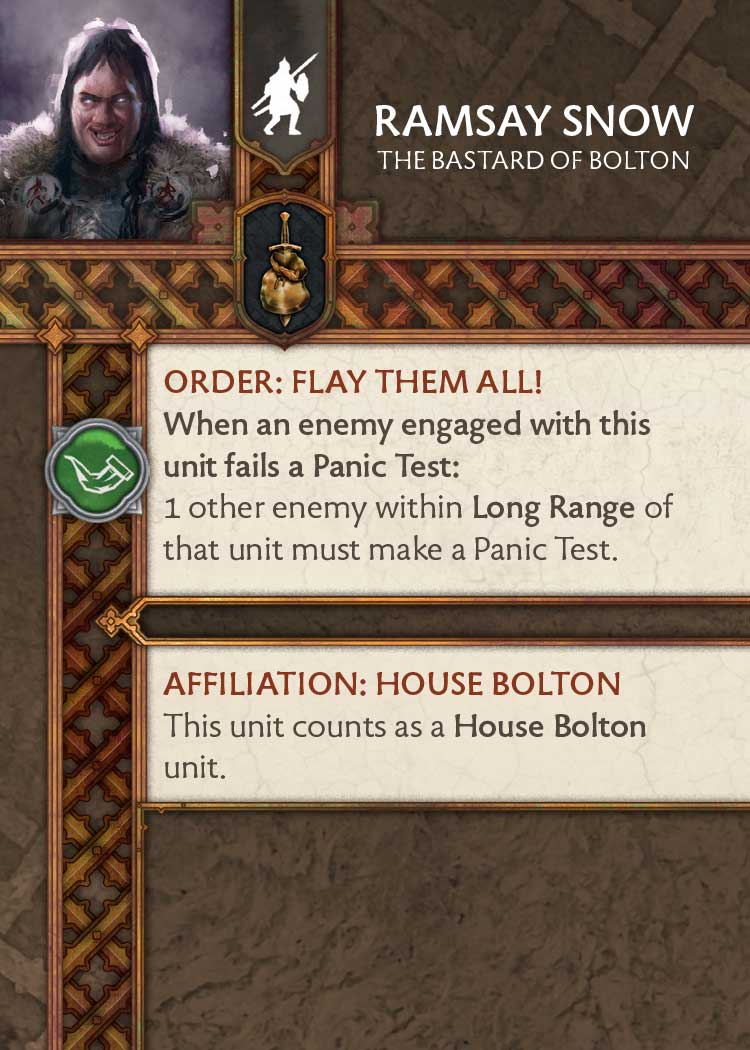 RAMSAY SNOW
THE BASTARD OF BOLTON
ORDER: FLAY THEM ALL!
When an enemy engaged with this
unit fails a Panic Test:
1 other enemy within Long Range of
that unit must make a Panic Test.
AFFILIATION: HOUSE BOLTON
This unit counts as a House Bolton
unit.